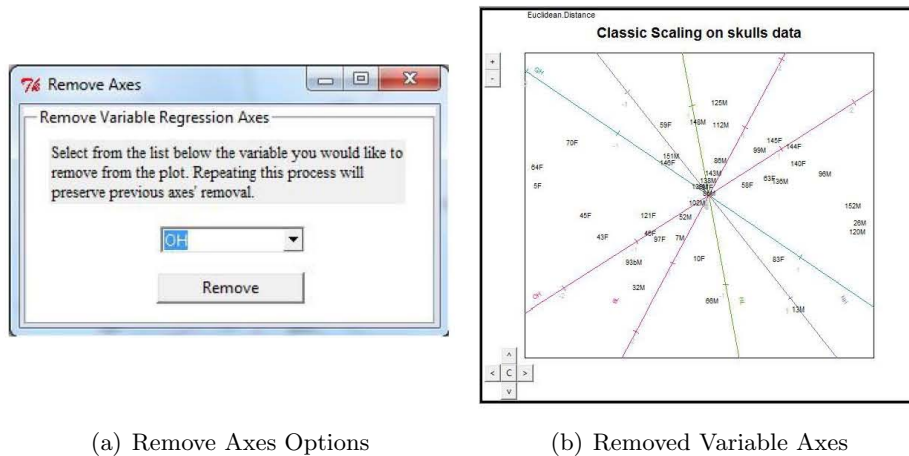 Remove Axes
Remove Variable Regression Axes
Select from the list below the variable you would like to
remove from the plot. Repeating this process will
preserve previous axes' removal.
OH
Remove
(a) Remove Axes Options
Euclidean.Distance
Classic Scaling on skulls data
+
-
125M
59F
148M
112M
70F
145F
144F
99M
151M
146F
86M
140F
64F
143M
96M
138M
63F
136M
5F
58F
102M
152M
45F
121F
52M
26M
120M
43F
97F
7M
10F
83F
93bM
32M
OH
66M
13M
^
< C >
v
(b) Removed Variable Axes